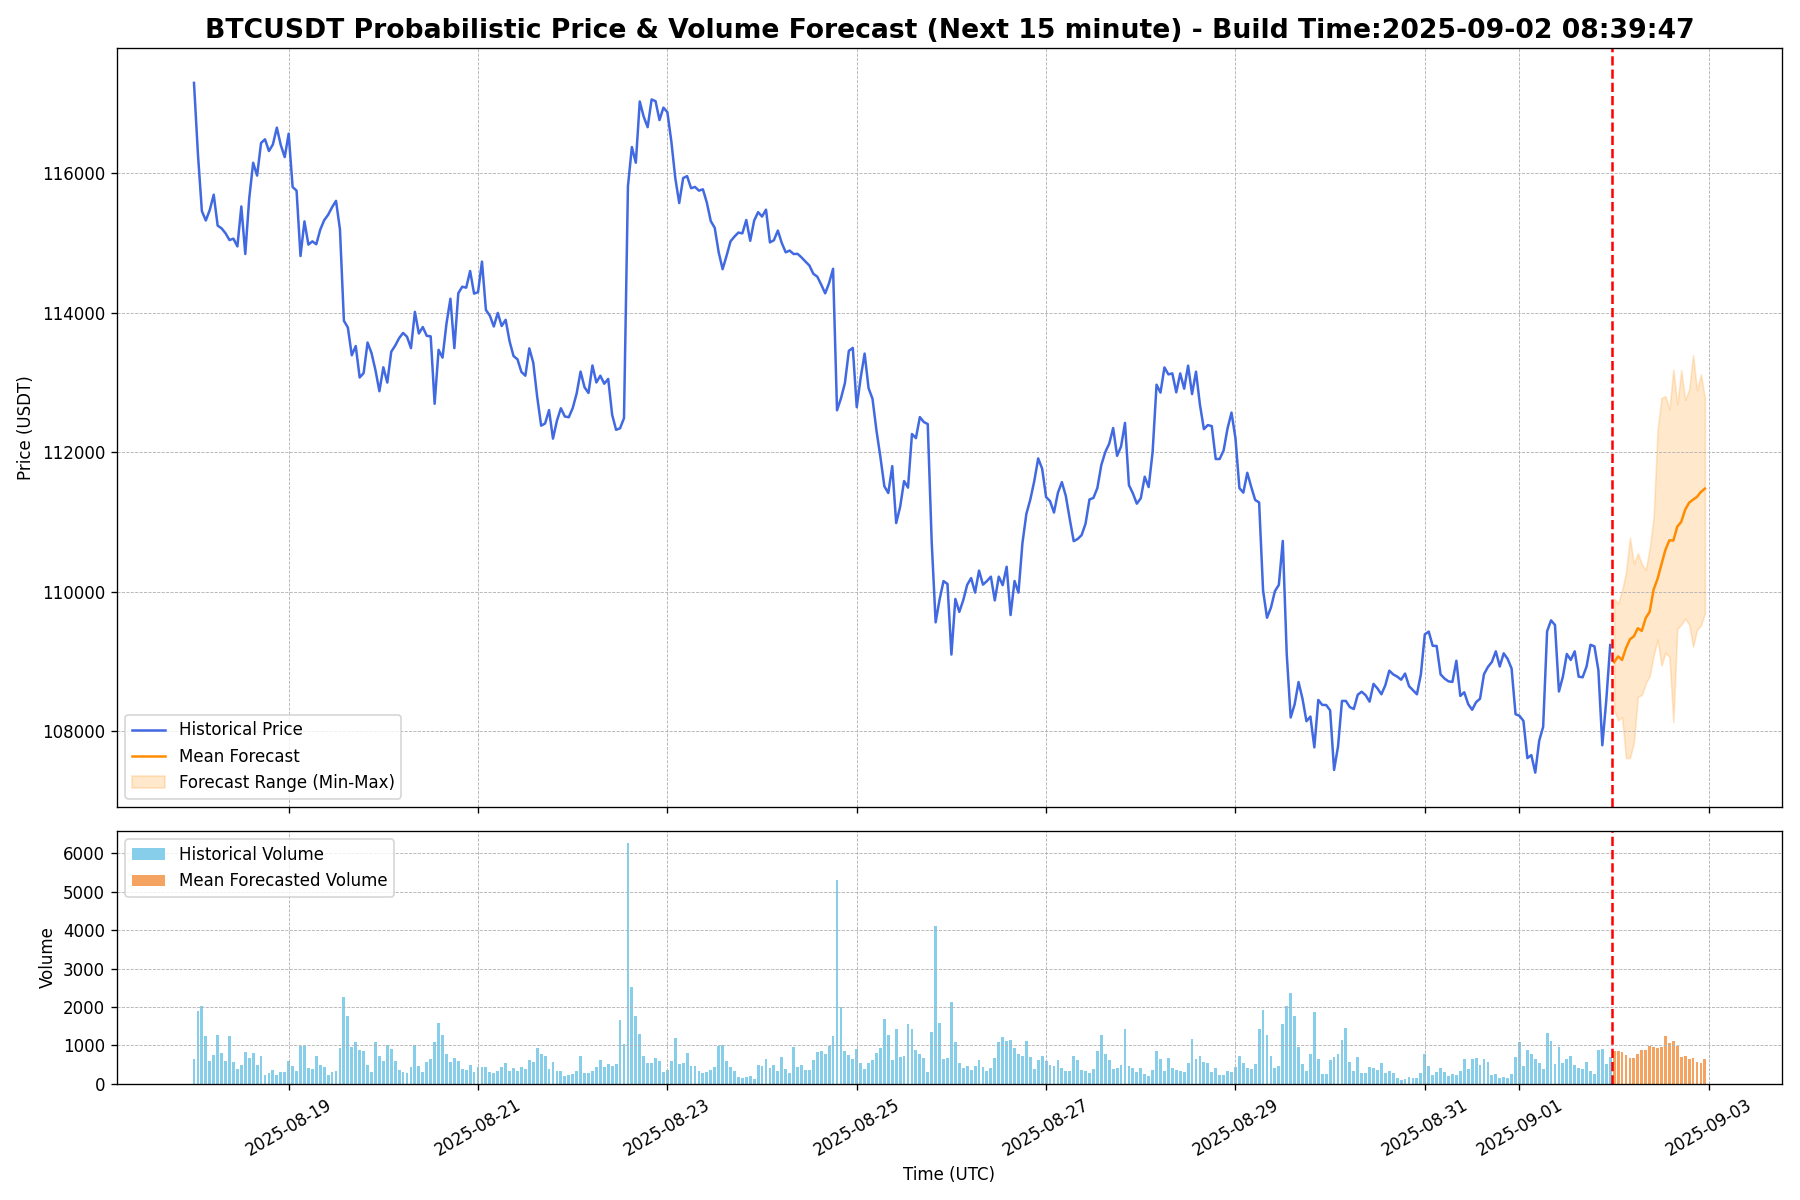 BTCUSDT Probabilistic Price & Volume Forecast (Next 15 minute) - Build Time:2025-09-02 08:39:47
Price (USDT)
116000
114000
112000
110000
108000
Historical Price
Mean Forecast
Forecast Range (Min-Max)
Volume
6000
5000
4000
3000
2000
1000
0
Historical Volume
Mean Forecasted Volume
2025-08-19
2025-08-21
2025-08-23
2025-08-25
2025-08-27
2025-08-29
2025-08-31
2025-09-01
2025-09-03
Time (UTC)